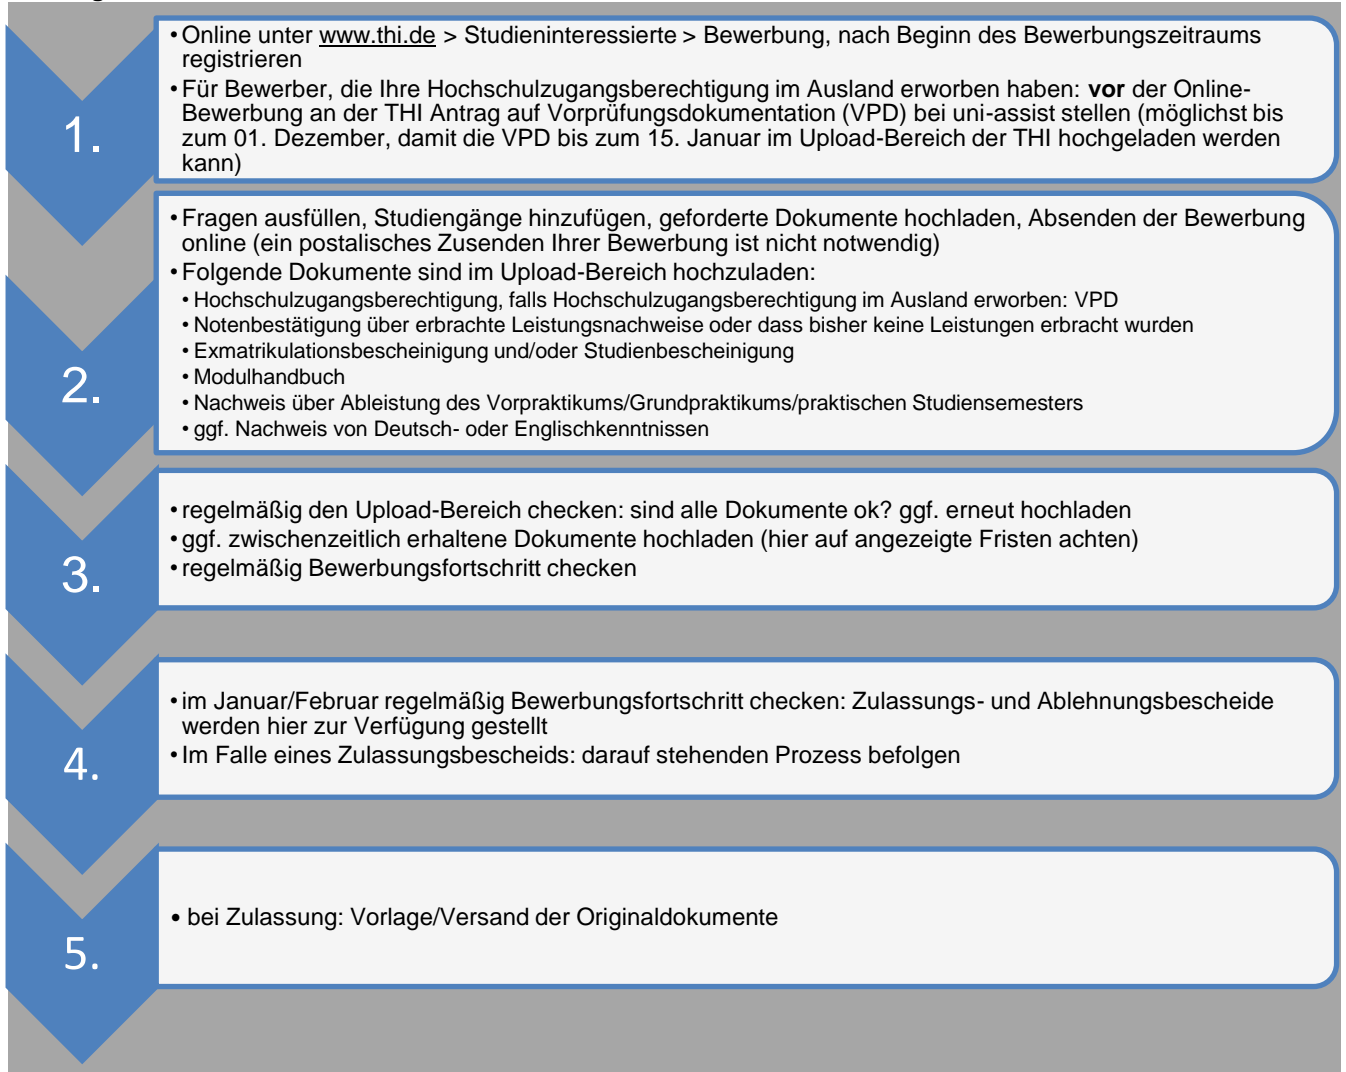 1.
•Online unter www.thi.de > Studieninteressierte > Bewerbung, nach Beginn des Bewerbungszeitraums
registrieren
•Für Bewerber, die Ihre Hochschulzugangsberechtigung im Ausland erworben haben: vor der Online-
Bewerbung an der THI Antrag auf Vorprüfungsdokumentation (VPD) bei uni-assist stellen (möglichst bis
zum 01. Dezember, damit die VPD bis zum 15. Januar im Upload-Bereich der THI hochgeladen werden
kann)
2.
•Fragen ausfüllen, Studiengänge hinzufügen, geforderte Dokumente hochladen, Absenden der Bewerbung
online (ein postalisches Zusenden Ihrer Bewerbung ist nicht notwendig)
•Folgende Dokumente sind im Upload-Bereich hochzuladen:
•Hochschulzugangsberechtigung, falls Hochschulzugangsberechtigung im Ausland erworben: VPD
•Notenbestätigung über erbrachte Leistungsnachweise oder dass bisher keine Leistungen erbracht wurden
•Exmatrikulationsbescheinigung und/oder Studienbescheinigung
•Modulhandbuch
•Nachweis über Ableistung des Vorpraktikums/Grundpraktikums/praktischen Studiensemesters
•ggf. Nachweis von Deutsch- oder Englischkenntnissen
3.
•regelmäßig den Upload-Bereich checken: sind alle Dokumente ok? ggf. erneut hochladen
•ggf. zwischenzeitlich erhaltene Dokumente hochladen (hier auf angezeigte Fristen achten)
•regelmäßig Bewerbungsfortschritt checken
4.
•im Januar/Februar regelmäßig Bewerbungsfortschritt checken: Zulassungs- und Ablehnungsbescheide
werden hier zur Verfügung gestellt
•Im Falle eines Zulassungsbescheids: darauf stehenden Prozess befolgen
5.
• bei Zulassung: Vorlage/Versand der Originaldokumente